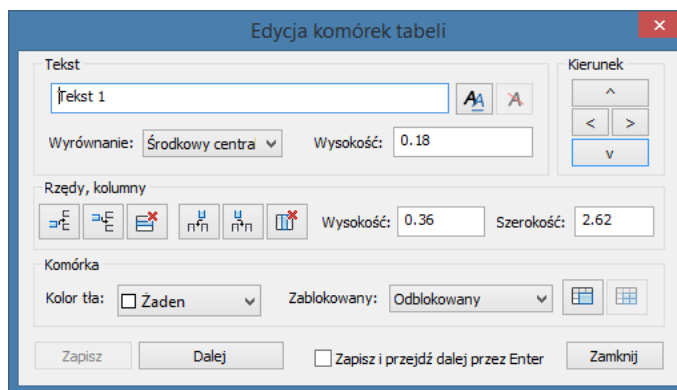 Edycja komórek tabeli
Tekst
Kierunek
Tekst 1
Wyrównanie: Środkowy central Wysokość: 0.18
Rzędy, kolumny
Wysokość: 0.36 Szerokość: 2.62
Komórka
Kolor tła: Żaden Zablokowany: Odblokowany
Zapisz Dalej Zapisz i przejdź dalej przez Enter Zamknij